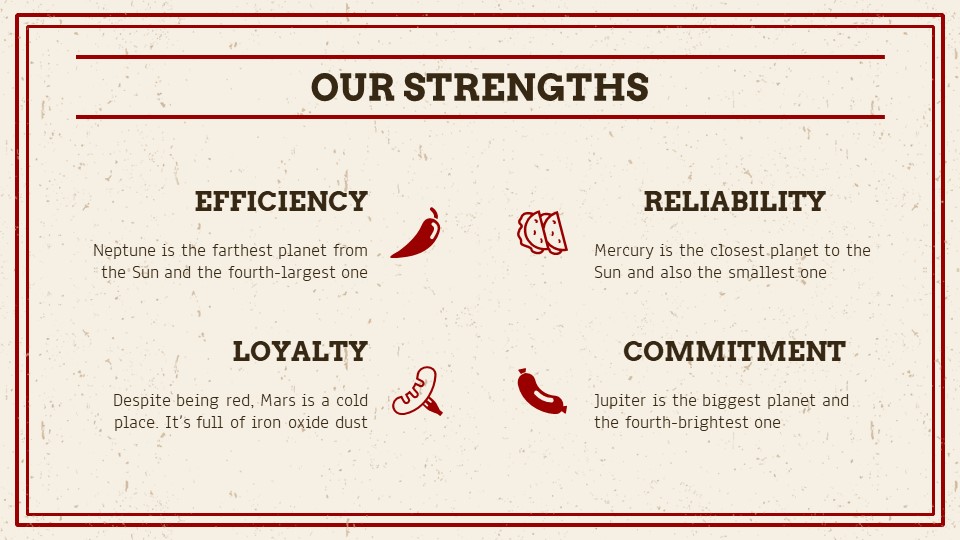 OUR STRENGTHS
EFFICIENCY
Neptune is the farthest planet from
the Sun and the fourth-largest one
RELIABILITY
Mercury is the closest planet to the
Sun and also the smallest one
LOYALTY
Despite being red, Mars is a cold
place. It's full of iron oxide dust
COMMITMENT
Jupiter is the biggest planet and
the fourth-brightest one